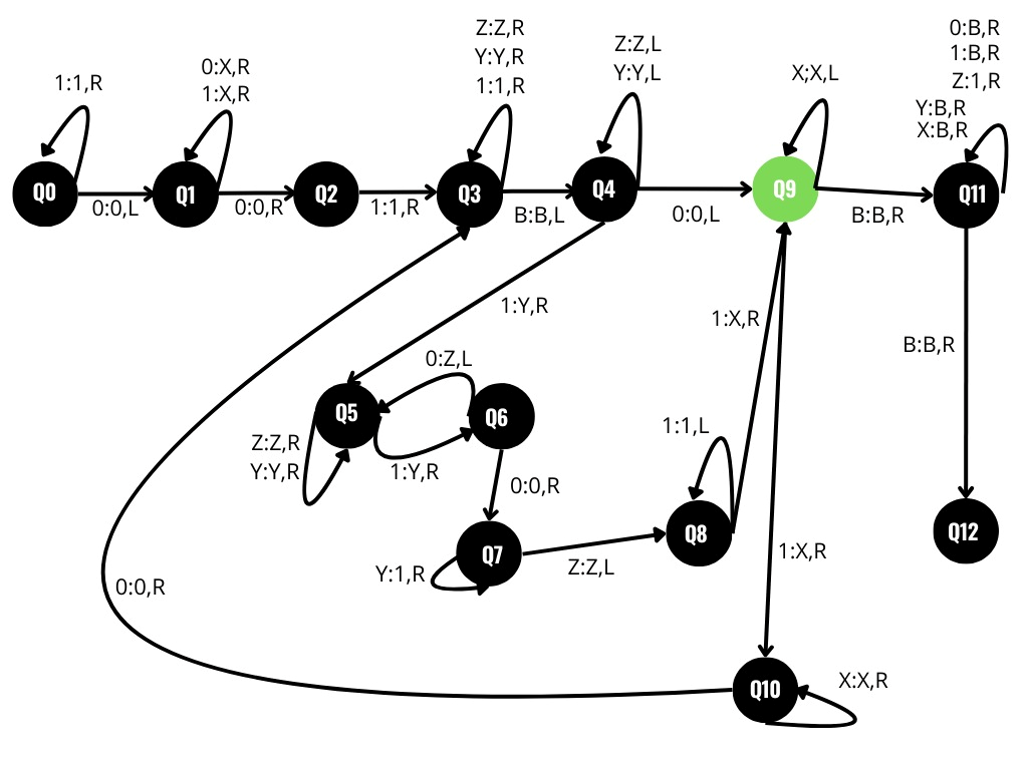 Z:Z,R
Y:Y,R
1:1,R
Z:Z,L
Y:Y,L
0:B,R
1:B,R
Z:1,R
Y:B,R
X:B,R
1:1,R
0:X,R
1:X,R
X;X,L
Q0
Q1
Q2
Q3
Q4
Q9
Q11
0:0,L
0:0,R
1:1,R
B:B,L
0:0,L
B:B,R
1:Y,R
1:X,R
B:B,R
0:Z,L
Q5
Q6
Z:Z,R
Y:Y,R
1:Y,R
1:1,L
0:0,R
Q7
Q8
Q12
Y:1,R
Z:Z,L
1:X,R
0:0,R
Q10
X:X,R